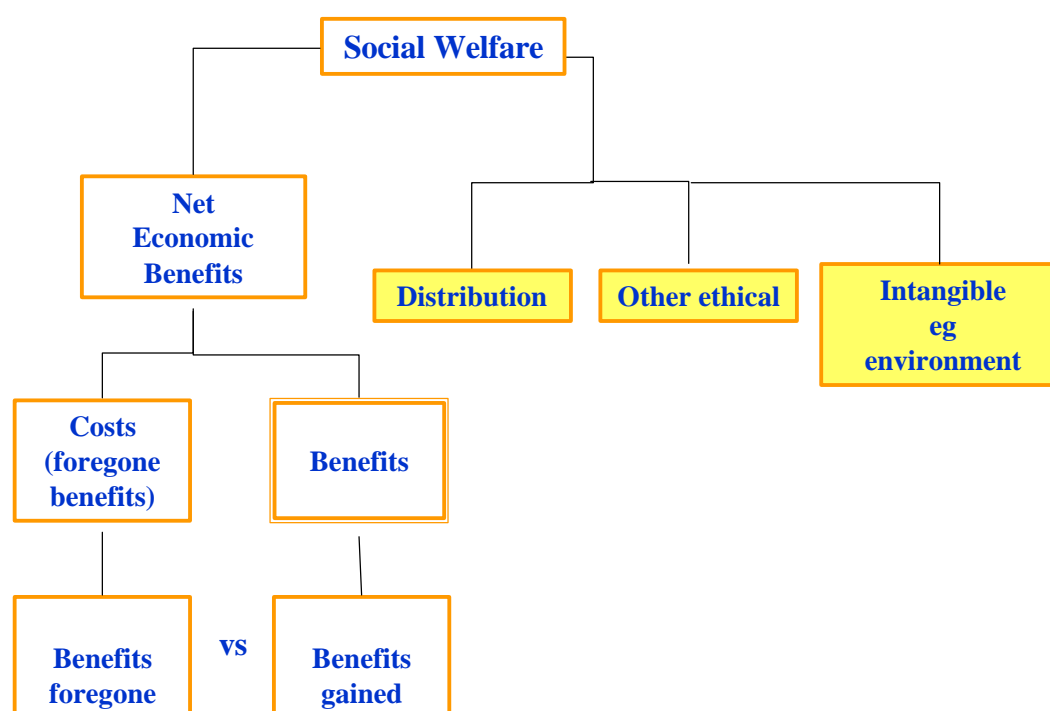 Social Welfare
Net
Economic
Benefits
Distribution
Other ethical
Intangible
eg
environment
Costs
(foregone
benefits)
Benefits
Benefits
foregone
vs
Benefits
gained